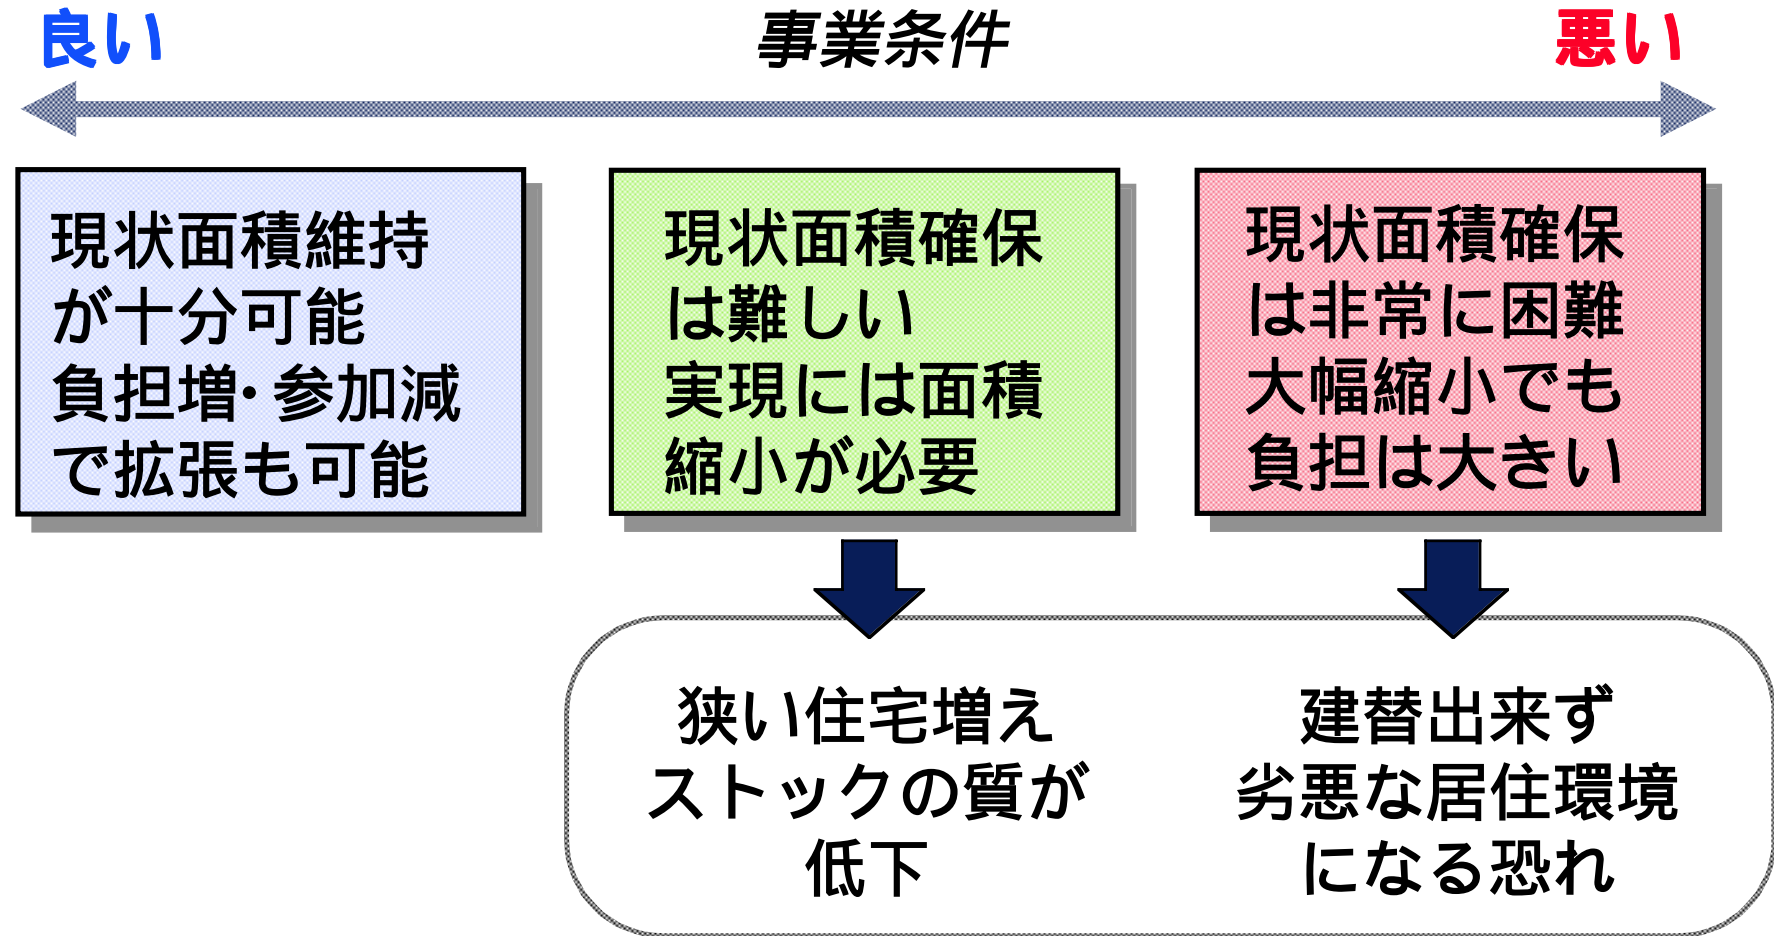 良い
事業条件
悪い
現状面積維持
が十分可能
負担増・参加減
で拡張も可能
現状面積確保
は難しい
実現には面積
縮小が必要
現状面積確保
は非常に困難
大幅縮小でも
負担は大きい
狭い住宅増え
ストックの質が
低下
建替出来ず
劣悪な居住環境
になる恐れ